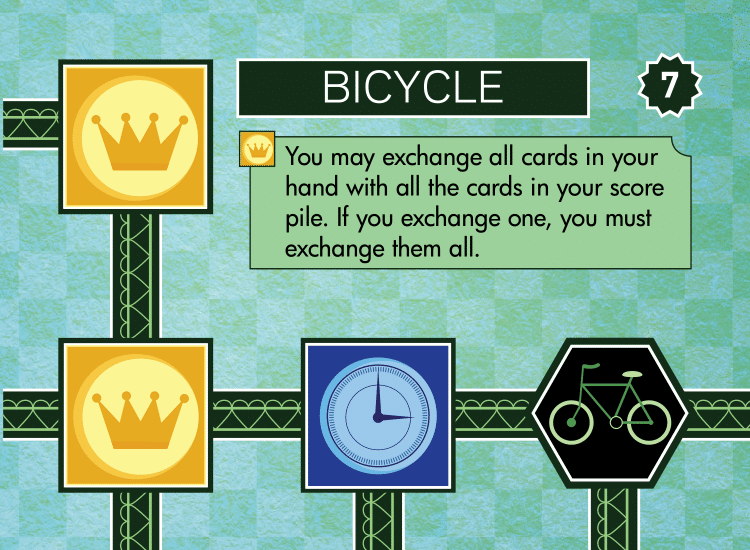 BICYCLE
7
You may exchange all cards in your
hand with all the cards in your score
pile. If you exchange one, you must
exchange them all.